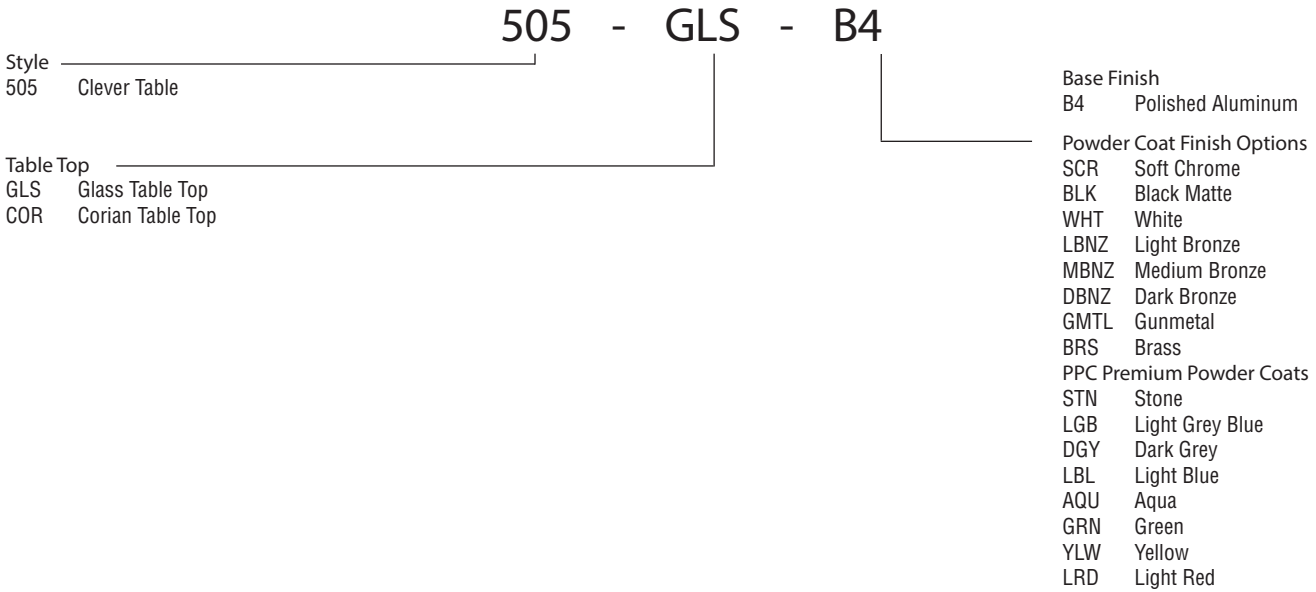 505 - GLS - B4
Style
505 Clever Table
Table Top
GLS Glass Table Top
COR Corian Table Top
Base Finish
B4 Polished Aluminum
Powder Coat Finish Options
SCR Soft Chrome
BLK Black Matte
WHT White
LBNZ Light Bronze
MBNZ Medium Bronze
DBNZ Dark Bronze
GMTL Gunmetal
BRS Brass
PPC Premium Powder Coats
STN Stone
LGB Light Grey Blue
DGY Dark Grey
LBL Light Blue
AQU Aqua
GRN Green
YLW Yellow
LRD Light Red